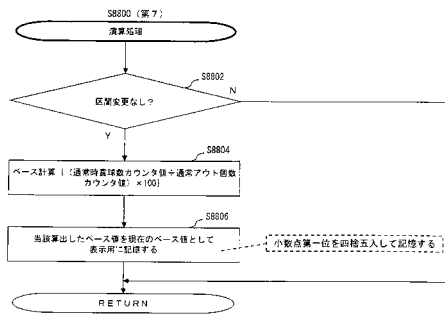 S8800 (第7)
演算処理
S8802
区間変更なし?
N
Y
S8804
ベース計算{(通常時賞球数カウンタ値÷通常アウト個数
カウンタ値)×100}
S8806
当該算出したベース値を現在のベース値として
表示用に記憶する
小数点第一位を四捨五入して記憶する
RETURN